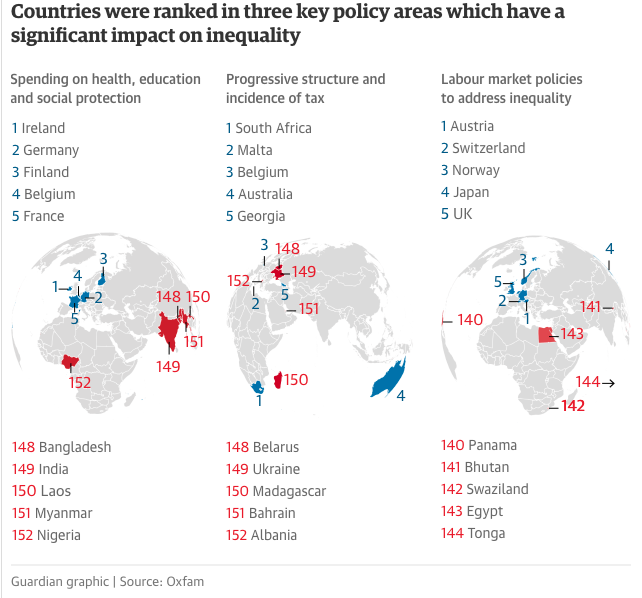 Countries were ranked in three key policy areas which have a
significant impact on inequality
Spending on health, education
and social protection
1 Ireland
2 Germany
3 Finland
4 Belgium
5 France
3
4
1
2
5
148 150
151
149
152
148 Bangladesh
149 India
150 Laos
151 Myanmar
152 Nigeria
Progressive structure and
incidence of tax
1 South Africa
2 Malta
3 Belgium
4 Australia
5 Georgia
3 148
149
152
5
2
151
150
1
4
148 Belarus
149 Ukraine
150 Madagascar
151 Bahrain
152 Albania
Labour market policies
to address inequality
1 Austria
2 Switzerland
3 Norway
4 Japan
5 UK
4
3
5
2
141
1
140
143
144
142
140 Panama
141 Bhutan
142 Swaziland
143 Egypt
144 Tonga
Guardian graphic | Source: Oxfam